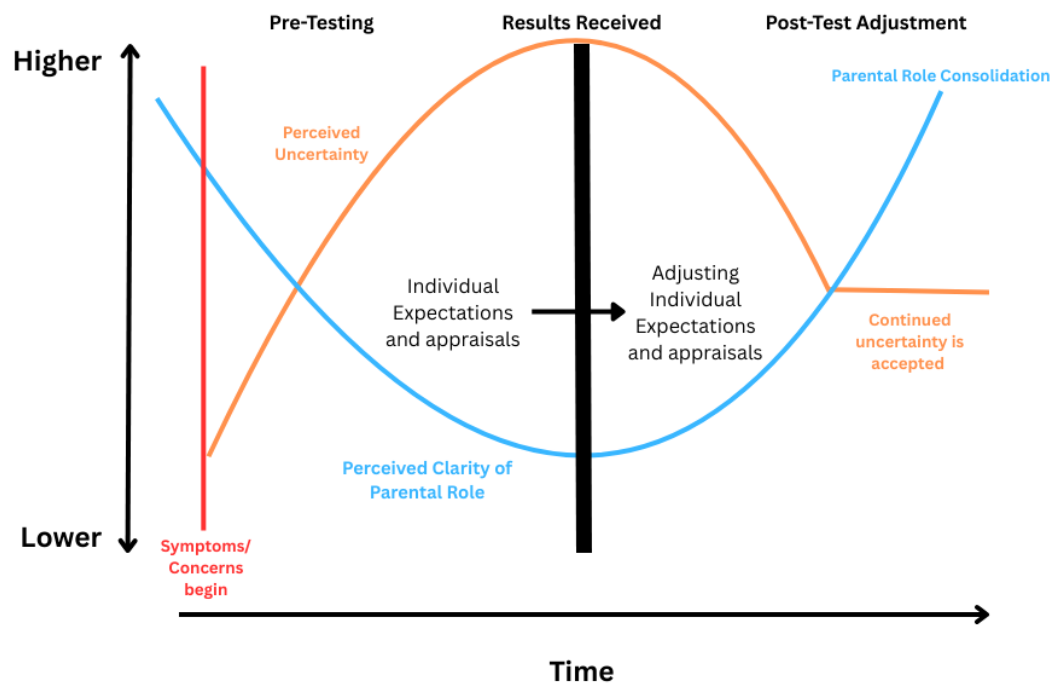 Pre-Testing
Results Received
Post-Test Adjustment
Higher
Parental Role Consolidation
Perceived
Uncertainty
Individual
Expectations
and appraisals
Adjusting
Individual
Expectations
and appraisals
Continued
uncertainty is
accepted
Perceived Clarity of
Parental Role
Lower
Symptoms/
Concerns
begin
Time